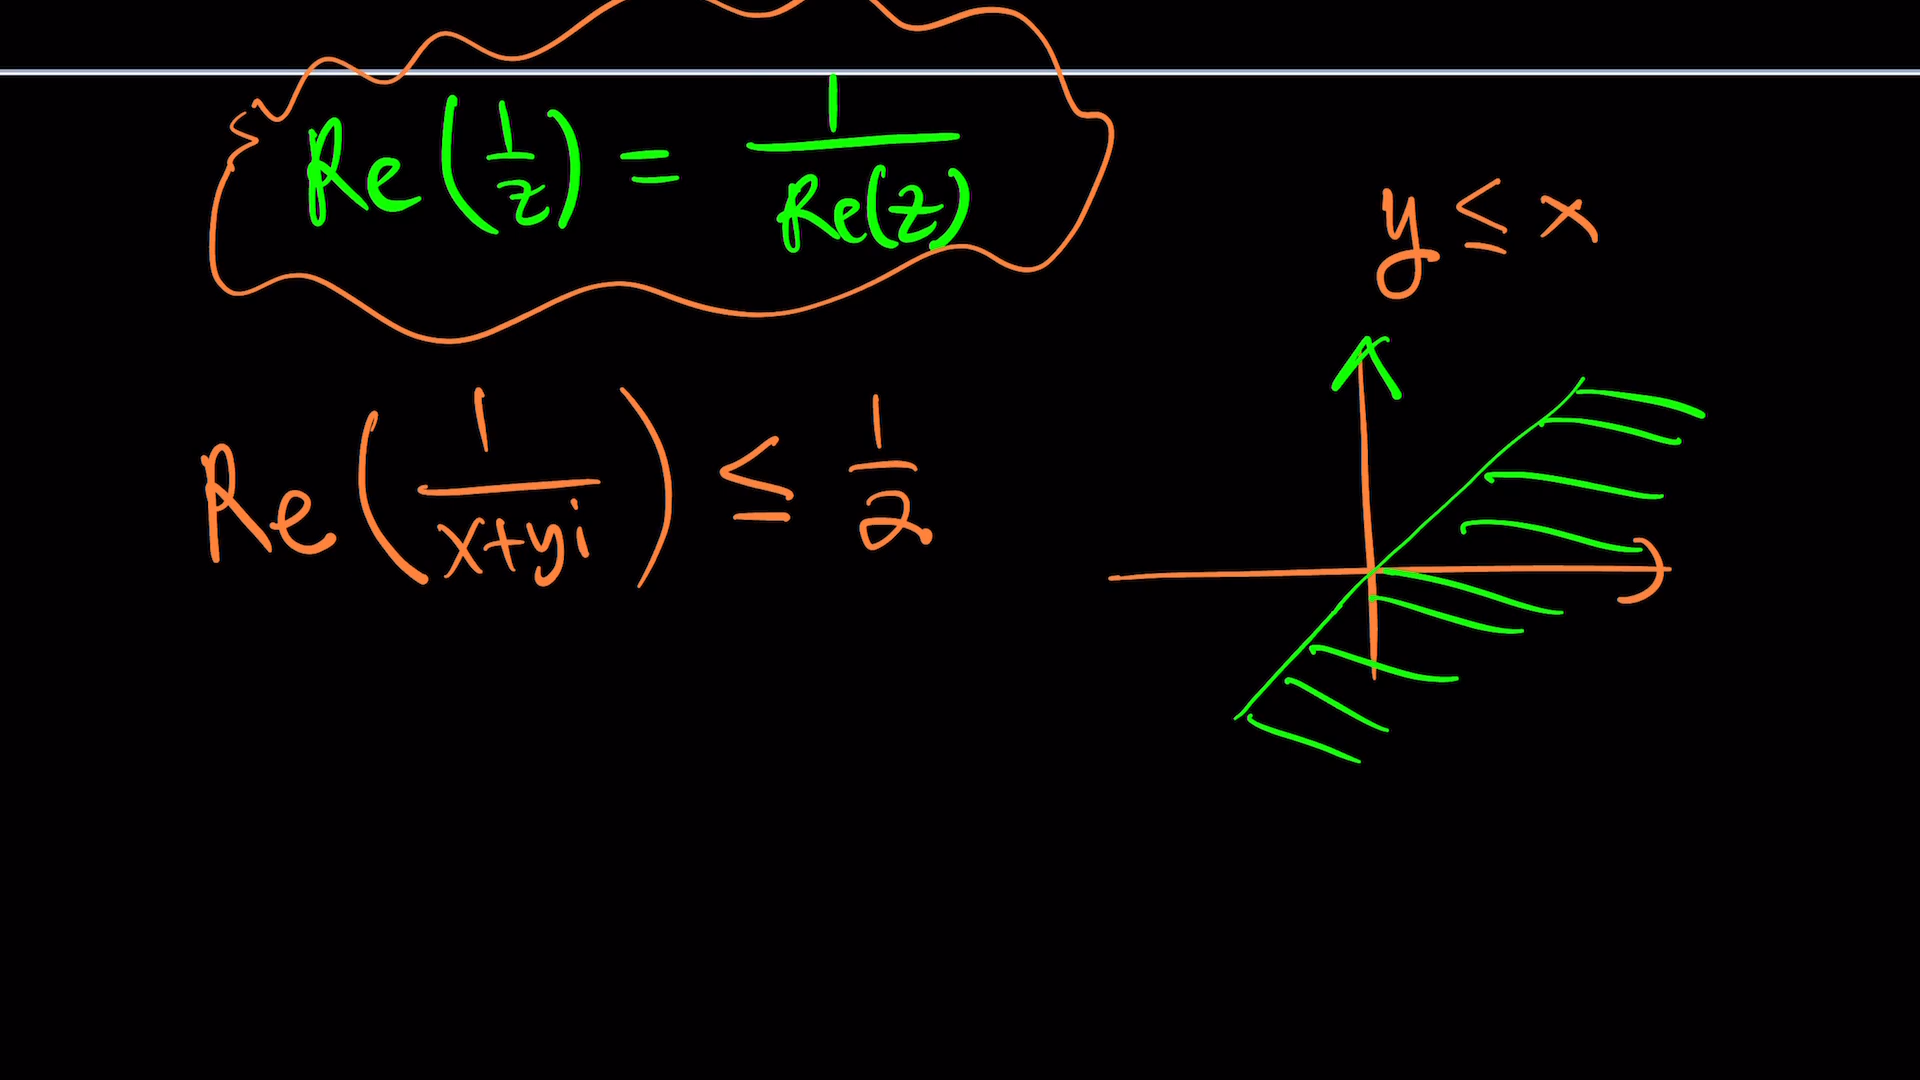 Re(1/z) = 1/Re(z)
y ≤ x
Re(1/(x+yi)) ≤ 1/2